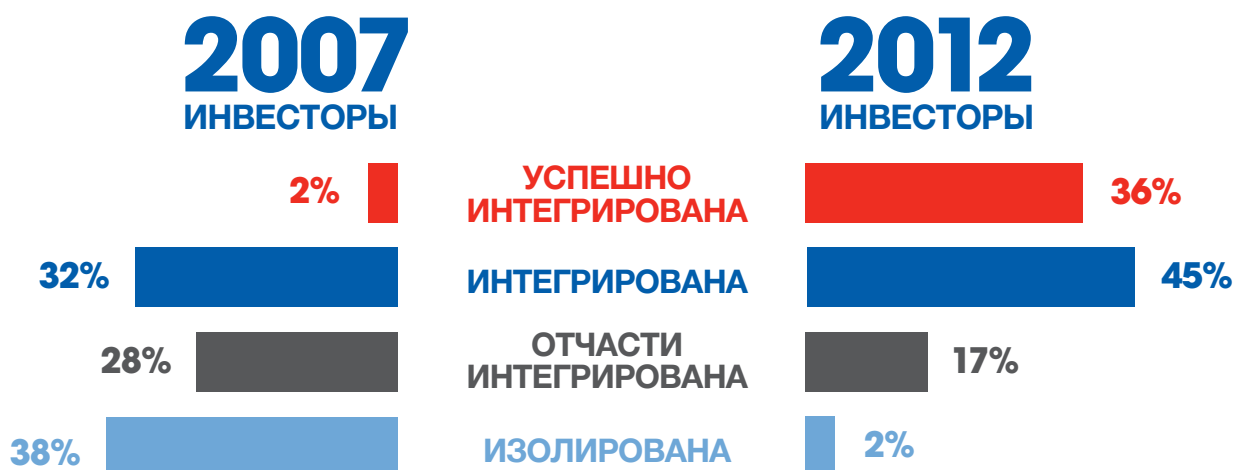 2007
ИНВЕСТОРЫ
2012
ИНВЕСТОРЫ
2%
УСПЕШНО
ИНТЕГРИРОВАНА
36%
32%
ИНТЕГРИРОВАНА
45%
28%
ОТЧАСТИ
ИНТЕГРИРОВАНА
17%
38%
ИЗОЛИРОВАНА
2%